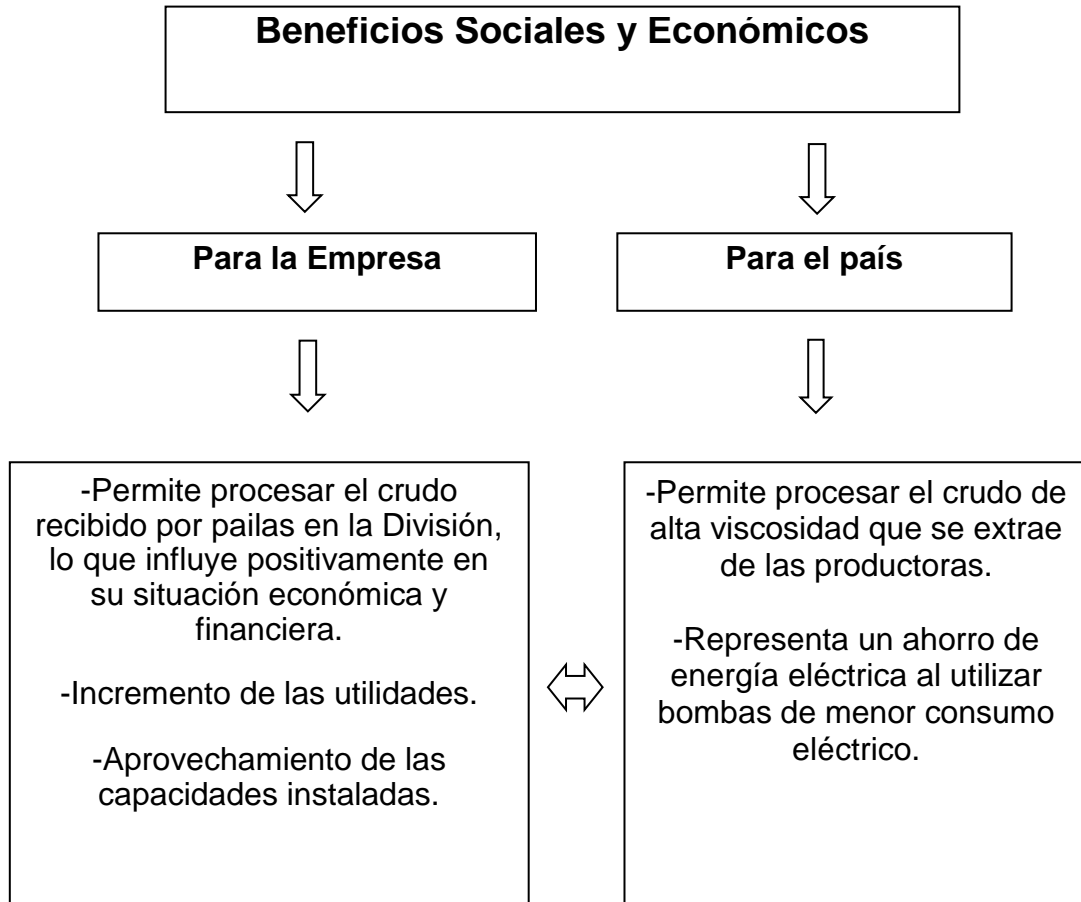 Beneficios Sociales y Económicos
Para la Empresa
Para el país
-Permite procesar el crudo
recibido por pailas en la División,
lo que influye positivamente en
su situación económica y
financiera.
-Incremento de las utilidades.
-Aprovechamiento de las
capacidades instaladas.
-Permite procesar el crudo de
alta viscosidad que se extrae
de las productoras.
-Representa un ahorro de
energía eléctrica al utilizar
bombas de menor consumo
eléctrico.